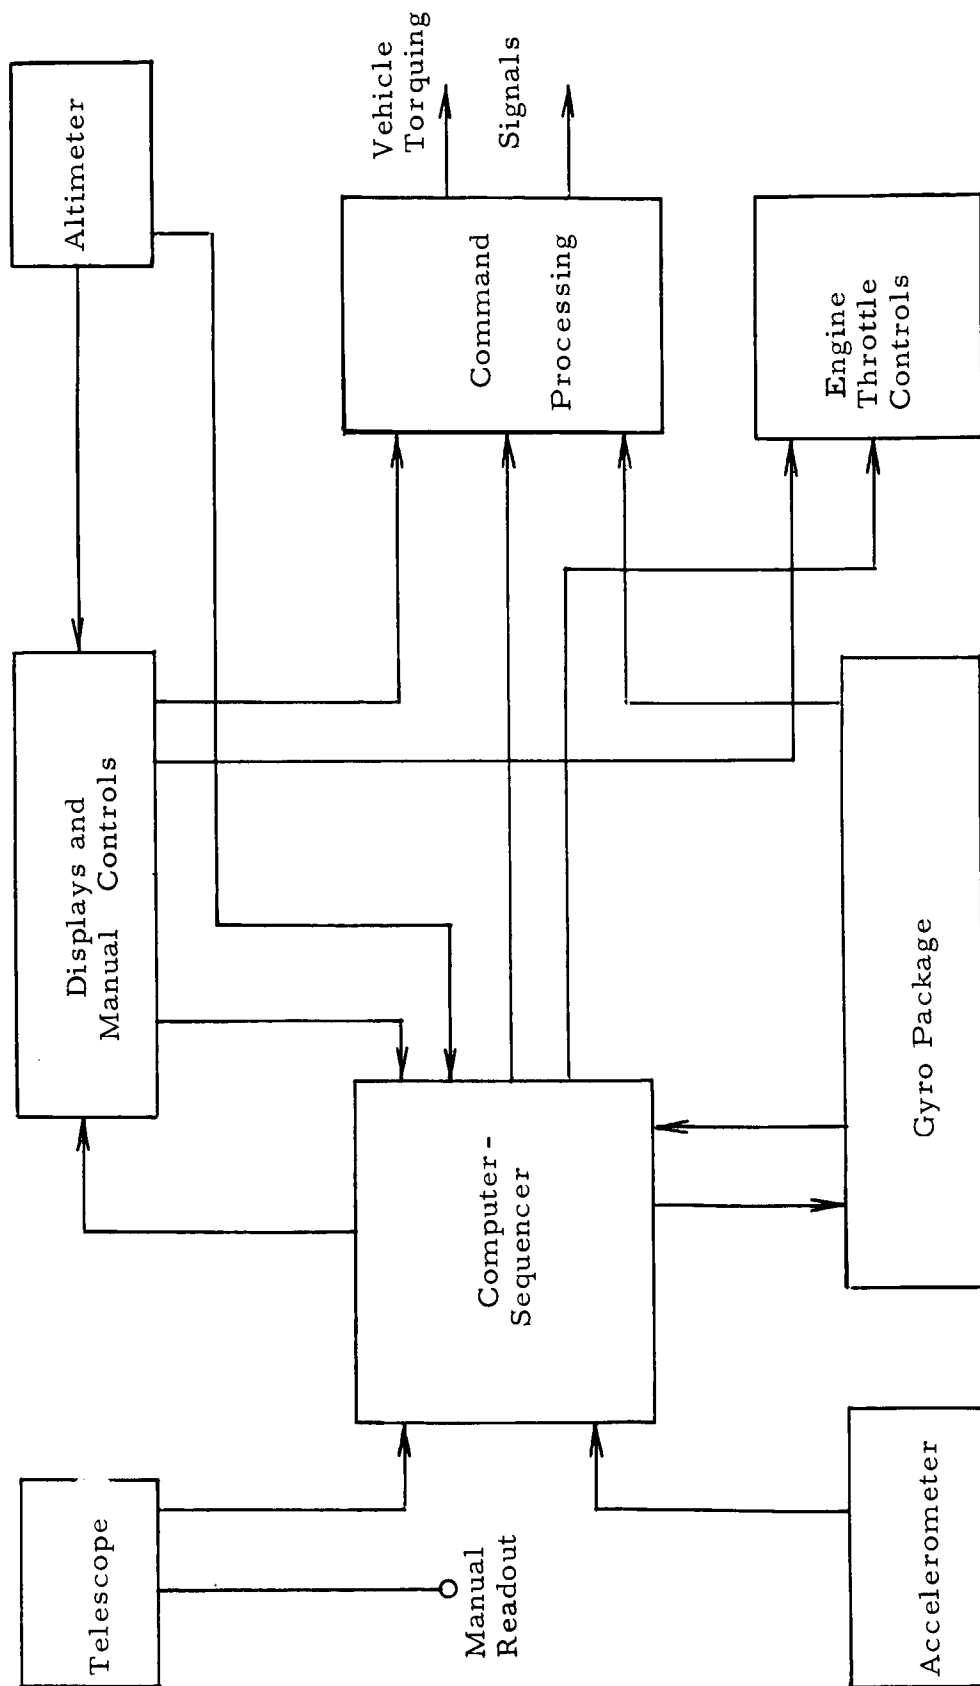 Telescope
Displays and
Manual Controls
Altimeter
Manual
Readout
Computer-
Sequencer
Command
Processing
Vehicle
Torquing
Signals
Accelerometer
Gyro Package
Engine
Throttle
Controls